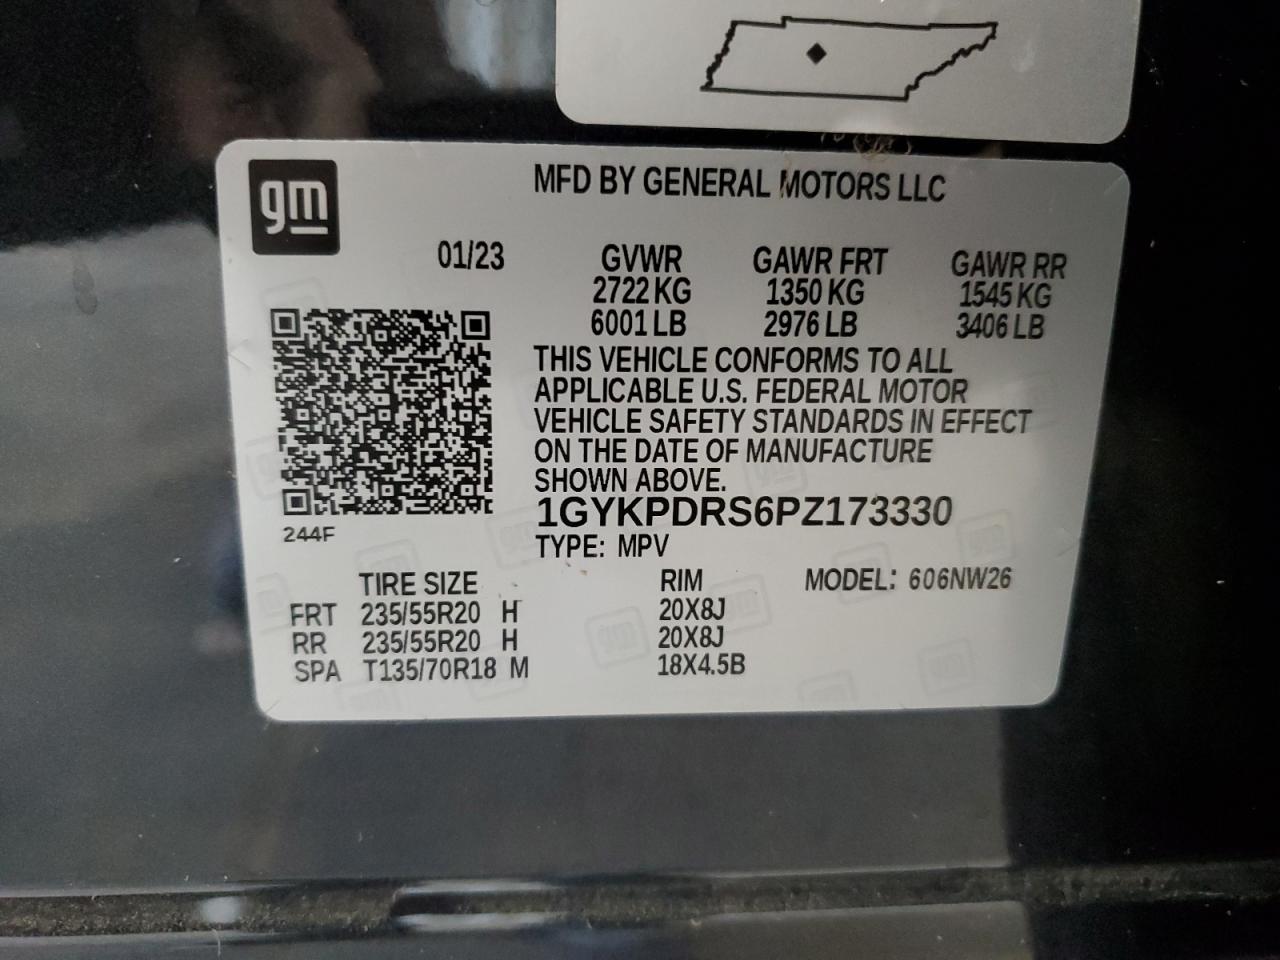 gm
MFD BY GENERAL MOTORS LLC
01/23 GVWR GAWR FRT GAWR RR
2722 KG 1350 KG 1545 KG
6001 LB 2976 LB 3406 LB
THIS VEHICLE CONFORMS TO ALL
APPLICABLE U.S. FEDERAL MOTOR
VEHICLE SAFETY STANDARDS IN EFFECT
ON THE DATE OF MANUFACTURE
SHOWN ABOVE.
1GYKPDRS6PZ173330
244F
TYPE: MPV
TIRE SIZE RIM MODEL: 606NW26
FRT 235/55R20 H 20X8J
RR 235/55R20 H 20X8J
SPA T135/70R18 M 18X4.5B